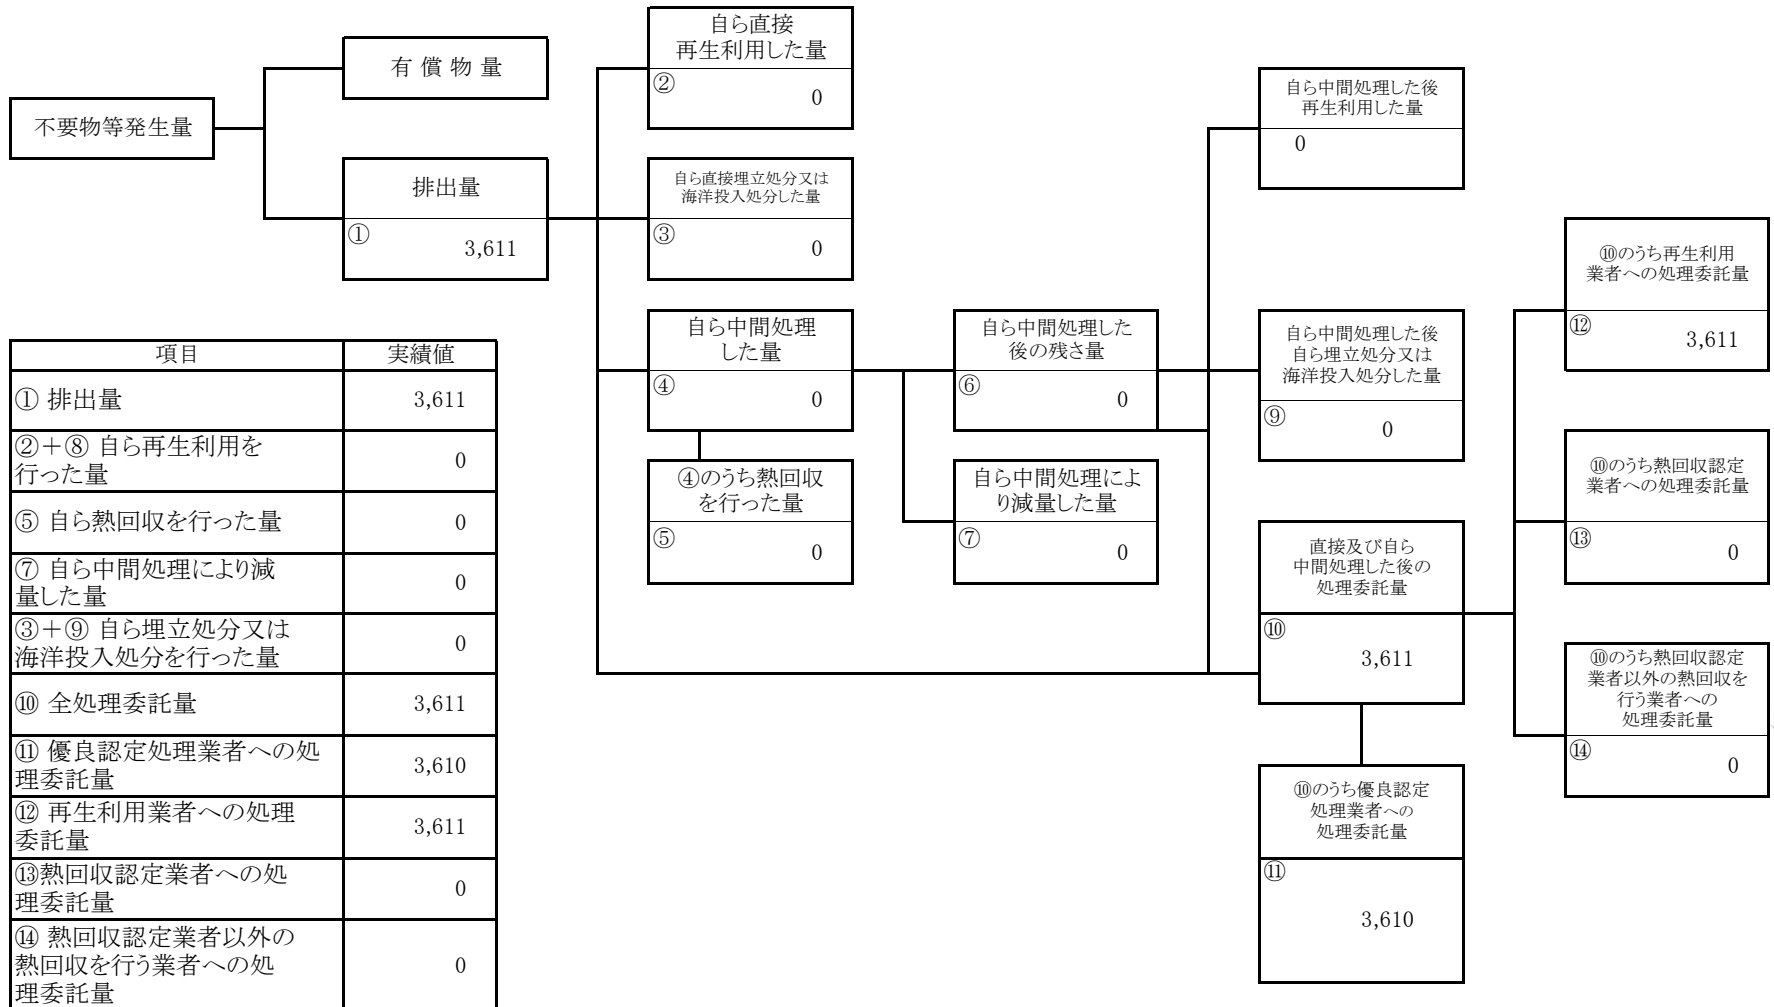 不要物等発生量
有 償 物 量
排出量
①
3,611
自ら直接
再生利用した量
②
0
自ら直接埋立処分又は
海洋投入処分した量
③
0
自ら中間処理
した量
④
0
④のうち熱回収
を行った量
⑤
0
自ら中間処理した
後の残さ量
⑥
0
自ら中間処理によ
り減量した量
⑦
0
自ら中間処理した後
再生利用した量
0
自ら中間処理した後
自ら埋立処分又は
海洋投入処分した量
⑨
0
直接及び自ら
中間処理した後の
処理委託量
⑩
3,611
⑩のうち優良認定
処理業者への
処理委託量
⑪
3,610
⑩のうち再生利用
業者への処理委託量
⑫
3,611
⑩のうち熱回収認定
業者への処理委託量
⑬
0
⑩のうち熱回収認定
業者以外の熱回収を
行う業者への
処理委託量
⑭
0
項目 実績値
① 排出量 3,611
②+⑧ 自ら再生利用を
行った量 0
⑤ 自ら熱回収を行った量 0
⑦ 自ら中間処理により減
量した量 0
③+⑨ 自ら埋立処分又は
海洋投入処分を行った量 0
⑩ 全処理委託量 3,611
⑪ 優良認定処理業者への処
理委託量 3,610
⑫ 再生利用業者への処理
委託量 3,611
⑬熱回収認定業者への処
理委託量 0
⑭ 熱回収認定業者以外の
熱回収を行う業者への処
理委託量 0